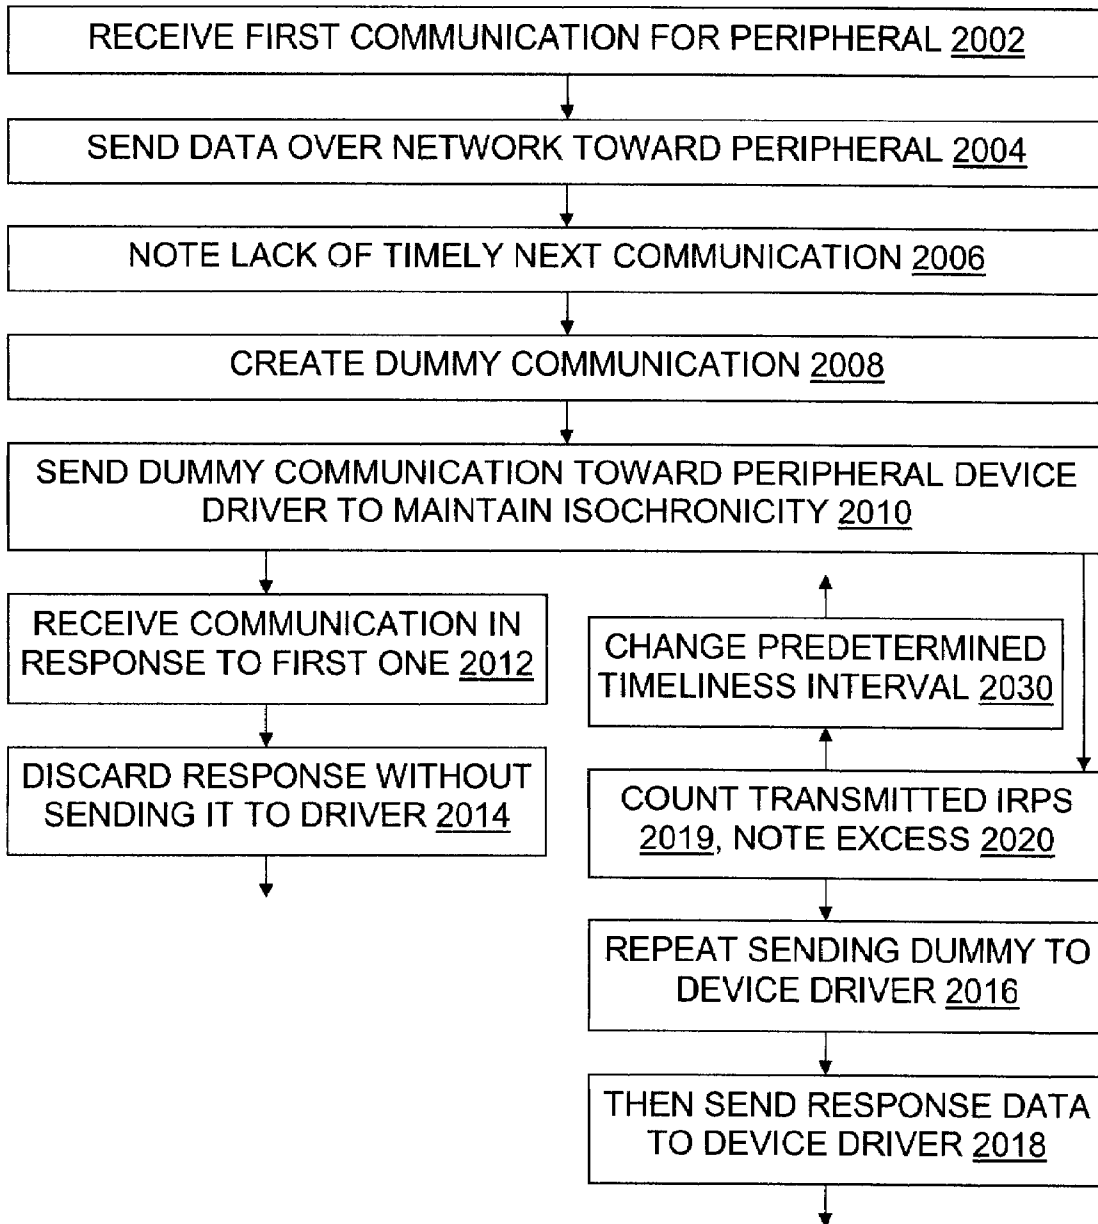 RECEIVE FIRST COMMUNICATION FOR PERIPHERAL 2002
SEND DATA OVER NETWORK TOWARD PERIPHERAL 2004
NOTE LACK OF TIMELY NEXT COMMUNICATION 2006
CREATE DUMMY COMMUNICATION 2008
SEND DUMMY COMMUNICATION TOWARD PERIPHERAL DEVICE
DRIVER TO MAINTAIN ISOCHRONICITY 2010
RECEIVE COMMUNICATION IN
RESPONSE TO FIRST ONE 2012
DISCARD RESPONSE WITHOUT
SENDING IT TO DRIVER 2014
CHANGE PREDETERMINED
TIMELINESS INTERVAL 2030
COUNT TRANSMITTED IRPS
2019, NOTE EXCESS 2020
REPEAT SENDING DUMMY TO
DEVICE DRIVER 2016
THEN SEND RESPONSE DATA
TO DEVICE DRIVER 2018